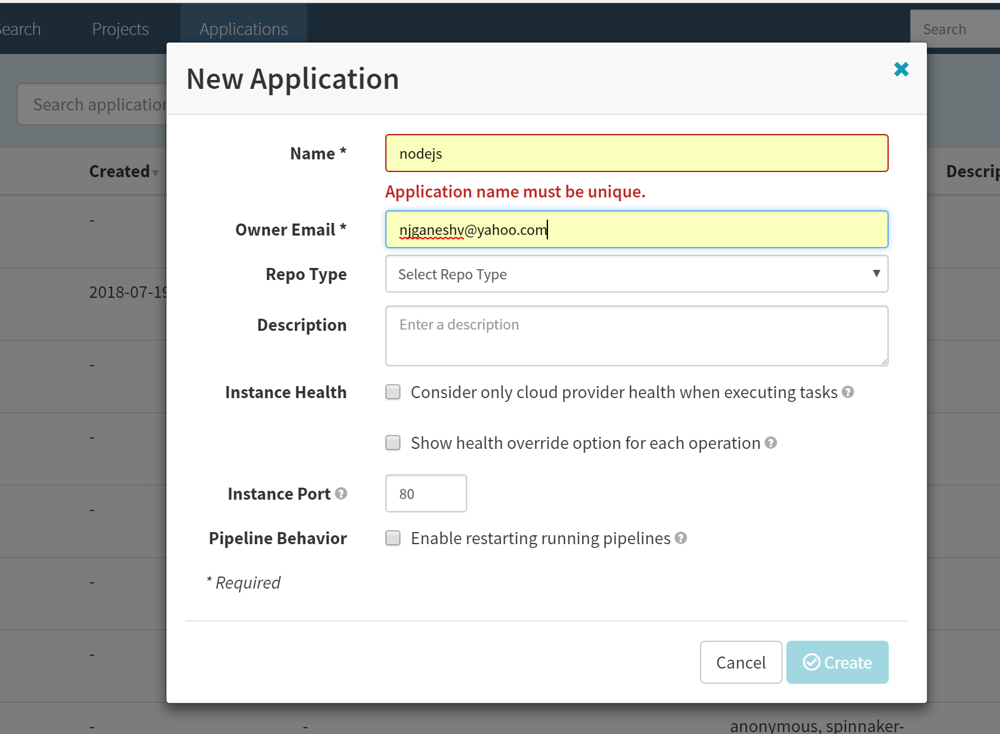 Search Projects Applications Search
New Application
Search application
Name * nodejs
Created Descrip
Application name must be unique.
Owner Email * njganeshv@yahoo.com
Repo Type Select Repo Type
2018-07-19
Description Enter a description
-
-
Instance Health Consider only cloud provider health when executing tasks
-
Show health override option for each operation
Instance Port 80
-
Pipeline Behavior Enable restarting running pipelines
* Required
-
-
Cancel Create
- - anonymous, spinnaker-